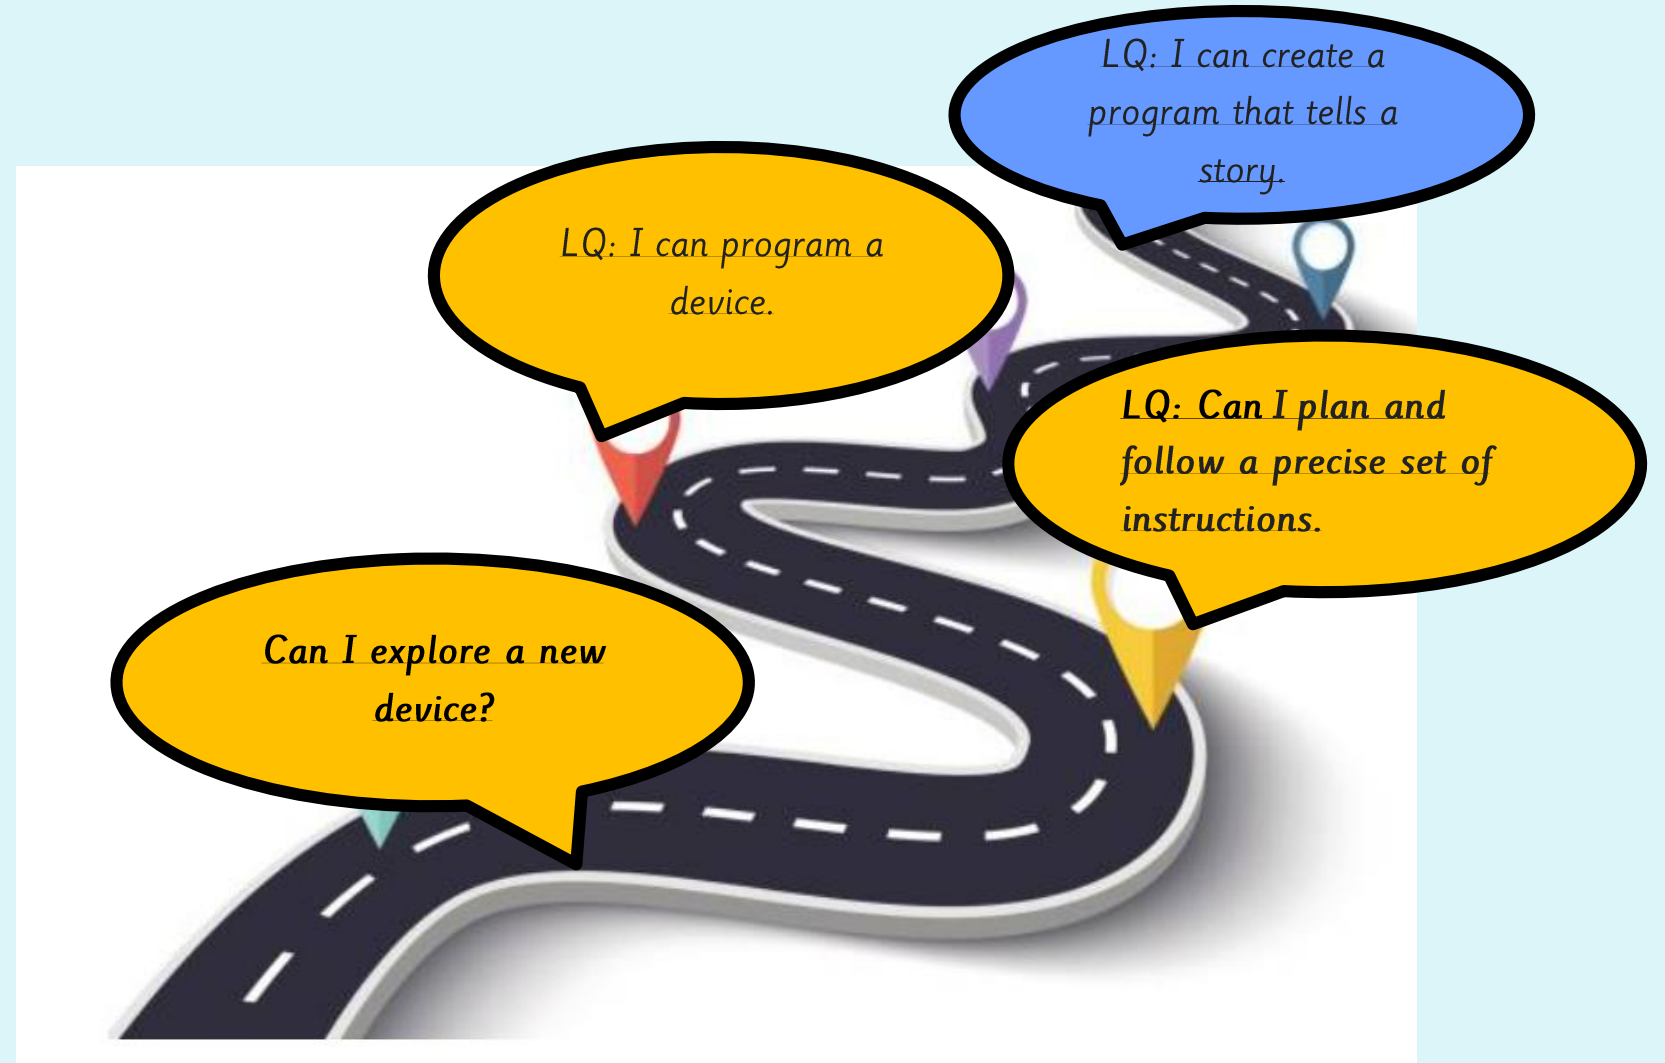 LQ: I can create a
program that tells a
story.
LQ: I can program a
device.
LQ: Can I plan and
follow a precise set of
instructions.
Can I explore a new
device?